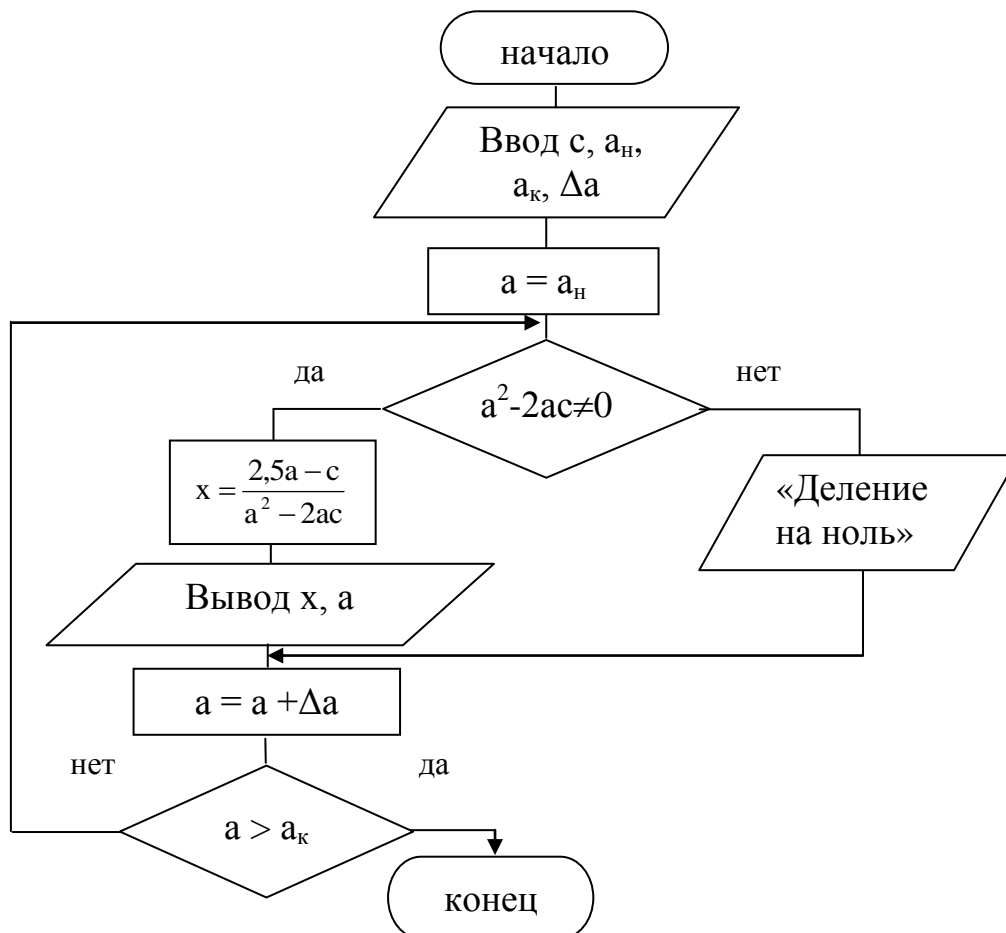 начало
Ввод с, aн,
aк, Δa
a = aн
да
нет
a²-2ac≠0
x = (2,5a − c) / (a² − 2ac)
«Деление
на ноль»
Вывод x, a
a = a +Δa
нет
да
a > aк
конец